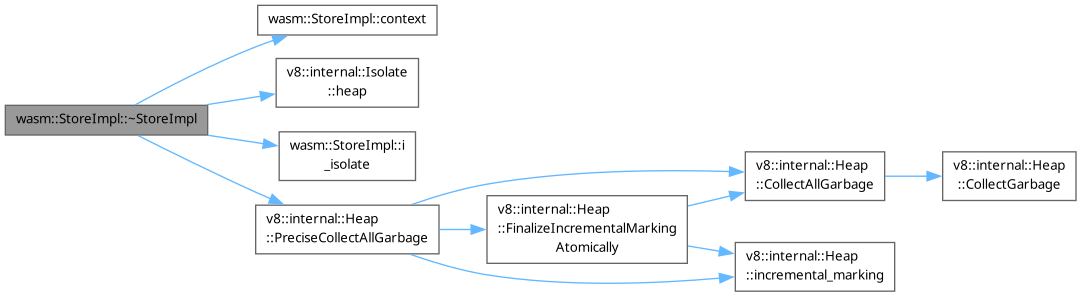 wasm::StoreImpl::~StoreImpl
wasm::StoreImpl::context
v8::internal::Isolate
::heap
wasm::StoreImpl::i
_isolate
v8::internal::Heap
::PreciseCollectAllGarbage
v8::internal::Heap
::FinalizeIncrementalMarking
Atomically
v8::internal::Heap
::CollectAllGarbage
v8::internal::Heap
::incremental_marking
v8::internal::Heap
::CollectGarbage